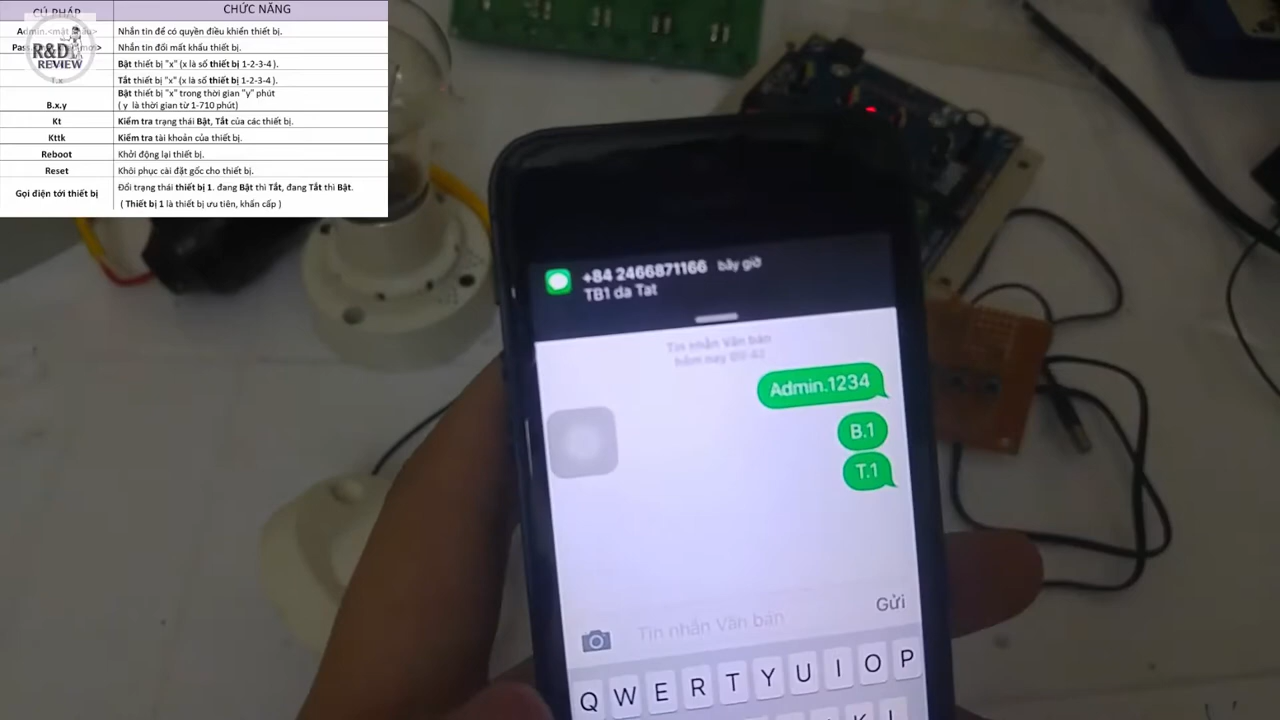 CÚ PHÁP CHỨC NĂNG
Nhắn tin để có quyền điều khiển thiết bị.
Nhắn tin đổi mật khẩu thiết bị.
Bật thiết bị "x" (x là số thiết bị 1-2-3-4 ).
Tắt thiết bị "x" (x là số thiết bị 1-2-3-4 ).
Bật thiết bị "x" trong thời gian "y" phút
B.x.y ( y là thời gian từ 1-710 phút)
Kt Kiểm tra trạng thái Bật, Tắt của các thiết bị.
Kttk Kiểm tra tài khoản của thiết bị.
Reboot Khởi động lại thiết bị.
Reset Khôi phục cài đặt gốc cho thiết bị.
Gọi điện tới thiết bị Đổi trạng thái thiết bị 1. đang Bật thì Tắt, đang Tắt thì Bật.
( Thiết bị 1 là thiết bị ưu tiên, khẩn cấp )
R&D
REVIEW
+84 2466871166 bây giờ
TB1 da Tat
Tin nhắn Văn bản
hôm nay
Admin.1234
B.1
T.1
Tin nhắn Văn bản
Gửi
Q W E R T Y U I O P